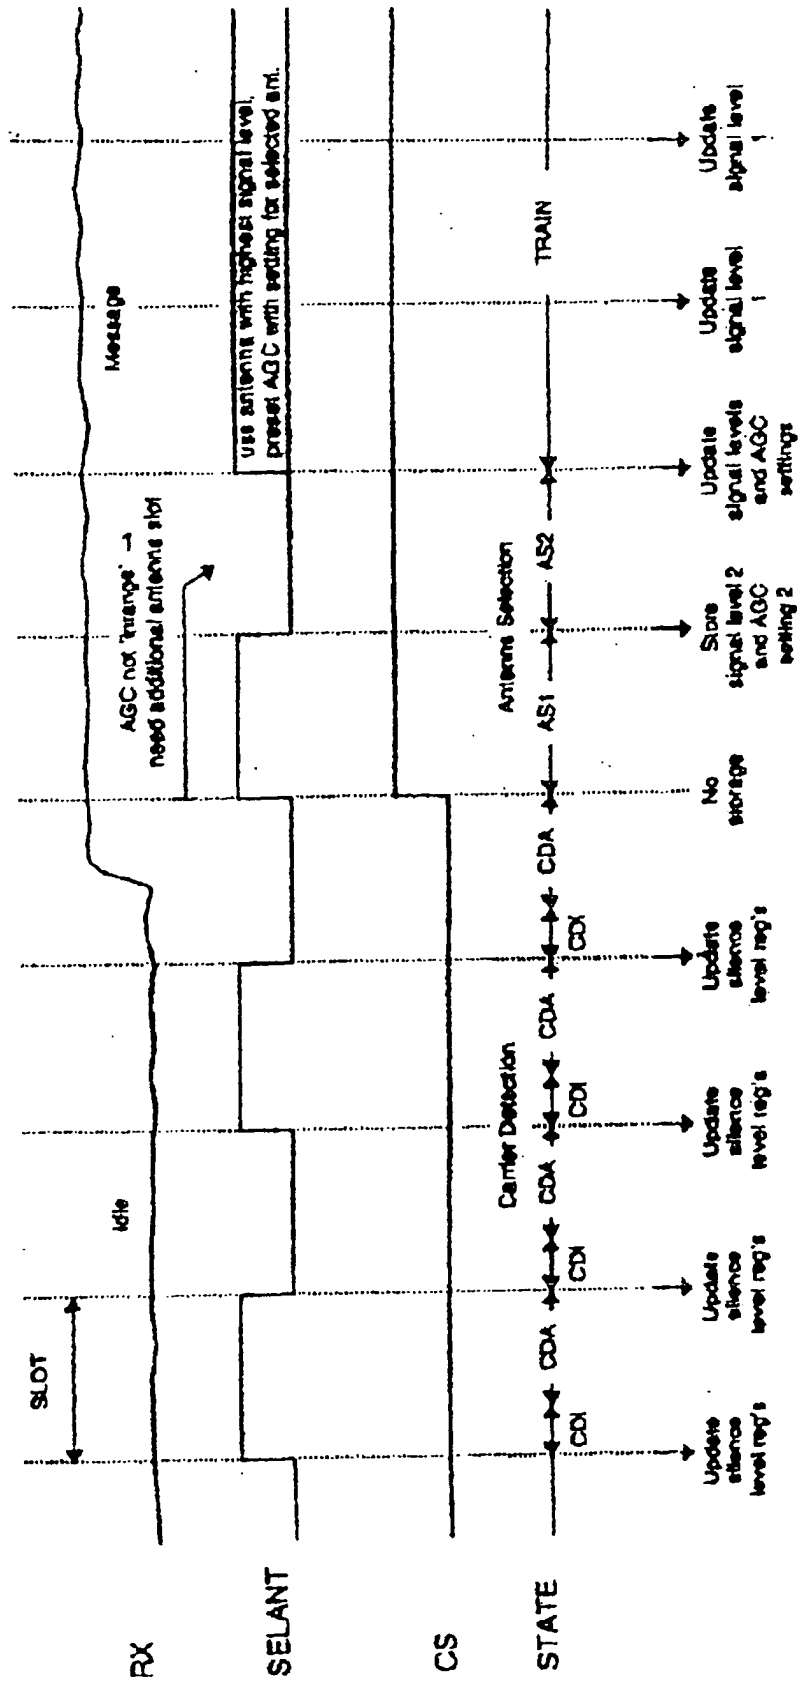 RX
SELANT
CS
STATE
SLOT
Idle
Message
AGC not "inrange" →
need additional antenna slot
use antenna with highest signal level,
preset AGC with setting for selected ant.
Carrier Detection
Antenna Selection
CDI
CDA
CDI
CDA
CDI
CDA
CDI
CDA
AS1
AS2
TRAIN
Update
silence
level reg's
Update
silence
level reg's
Update
silence
level reg's
Update
silence
level reg's
No
storage
Store
signal level 2
and AGC
setting 2
Update
signal levels
and AGC
settings
Update
signal level
1
Update
signal level
1